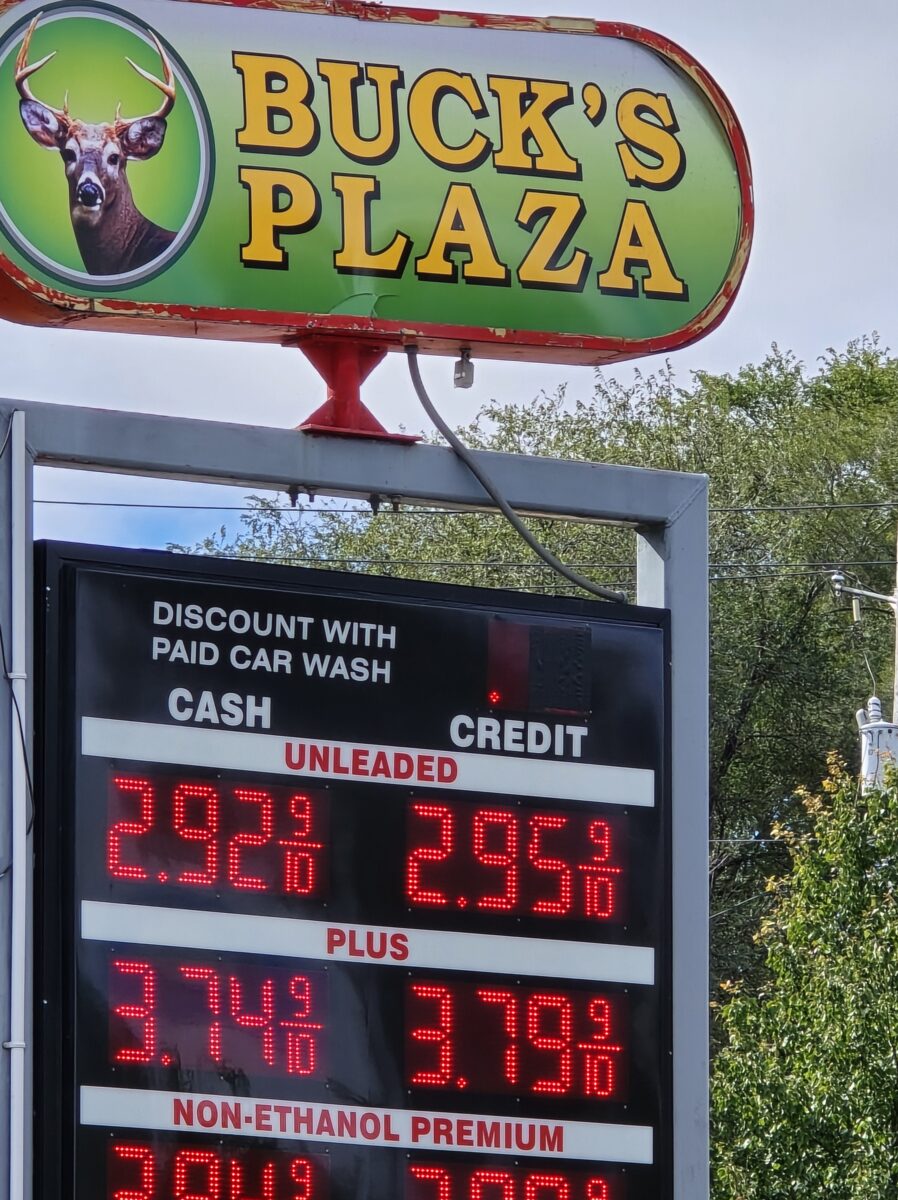 BUCK'S
PLAZA
DISCOUNT WITH
PAID CAR WASH
CASH
CREDIT
UNLEADED
2.92 9/10 2.95 9/10
PLUS
3.74 9/10 3.79 9/10
NON-ETHANOL PREMIUM